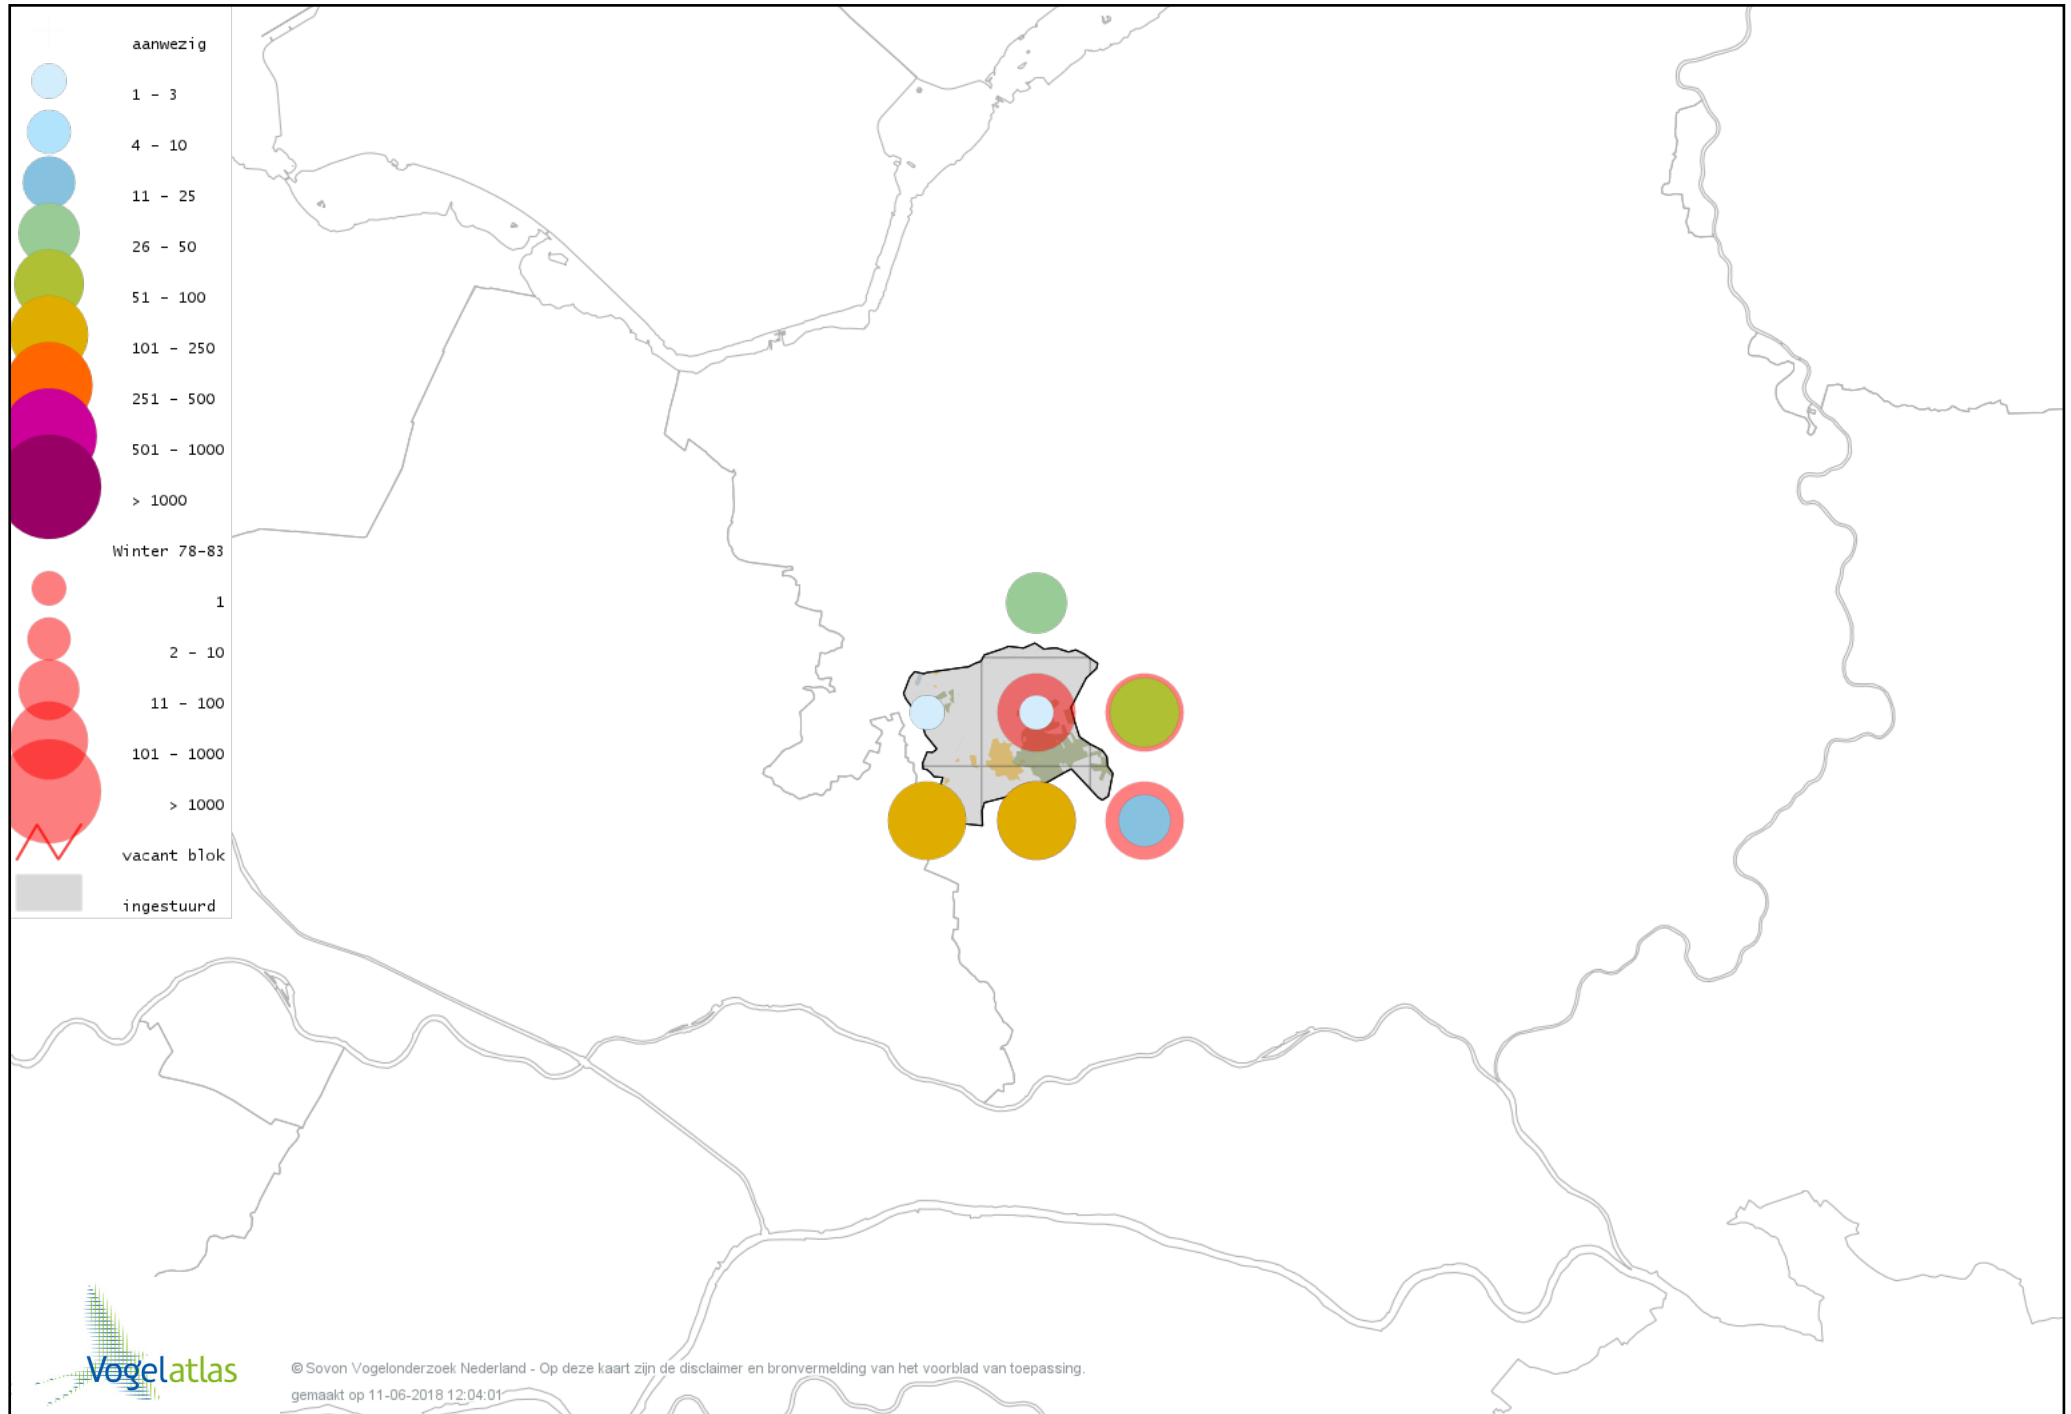 aanwezig
1 - 3
4 - 10
11 - 25
26 - 50
51 - 100
101 - 250
251 - 500
501 - 1000
> 1000
Winter 78-83
1
2 - 10
11 - 100
101 - 1000
> 1000
vacant blok
ingestuurd
Vogelatlas
© Sovon Vogelonderzoek Nederland - Op deze kaart zijn de disclaimer en bronvermelding van het voorblad van toepassing.
gemaakt op 11-06-2018 12:04:01